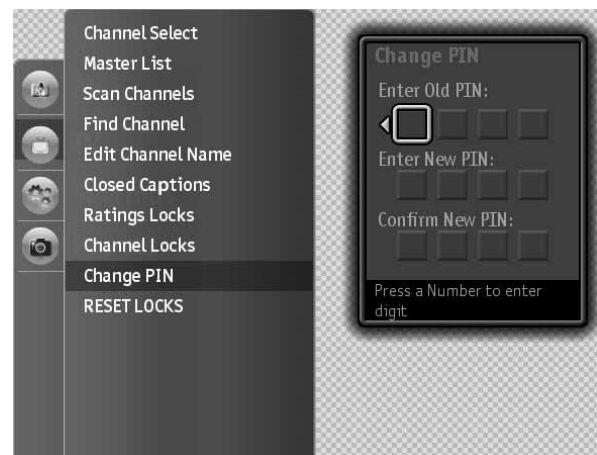 Channel Select
Master List
Scan Channels
Find Channel
Edit Channel Name
Closed Captions
Ratings Locks
Channel Locks
Change PIN
RESET LOCKS
Change PIN
Enter Old PIN:
Enter New PIN:
Confirm New PIN:
Press a Number to enter
digit